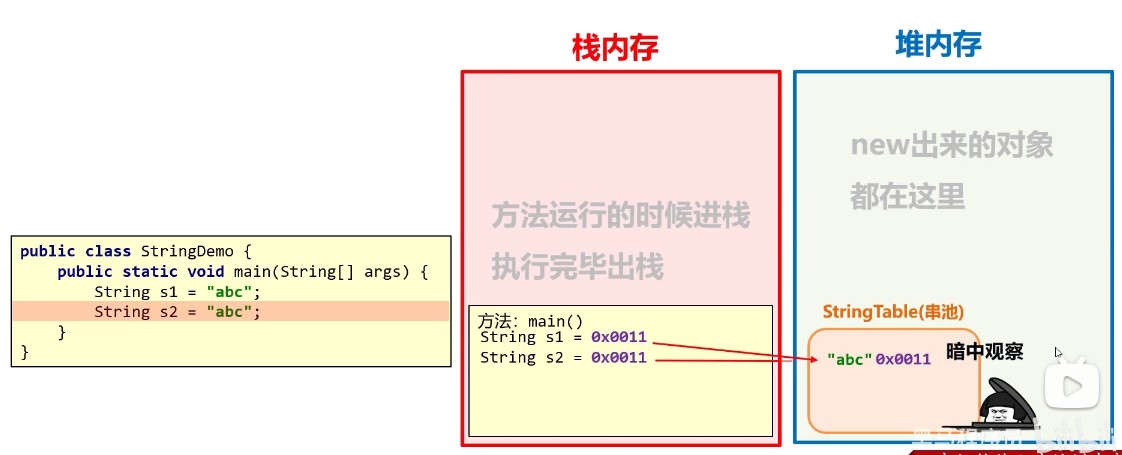 栈内存
堆内存
new出来的对象
都在这里
方法运行的时候进栈
执行完毕出栈
public class StringDemo {
public static void main(String[] args) {
String s1 = "abc";
String s2 = "abc";
}
}
方法：main()
String s1 = 0x0011
String s2 = 0x0011
StringTable(串池)
"abc"0x0011
暗中观察